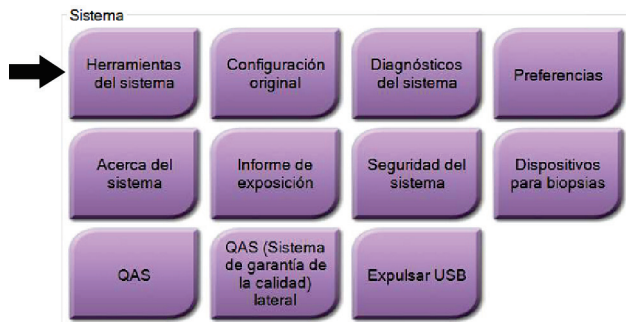 Sistema
Herramientas
del sistema
Configuración
original
Diagnósticos
del sistema
Preferencias
Acerca del
sistema
Informe de
exposición
Seguridad del
sistema
Dispositivos
para biopsias
QAS
QAS (Sistema
de garantía de
la calidad)
lateral
Expulsar USB